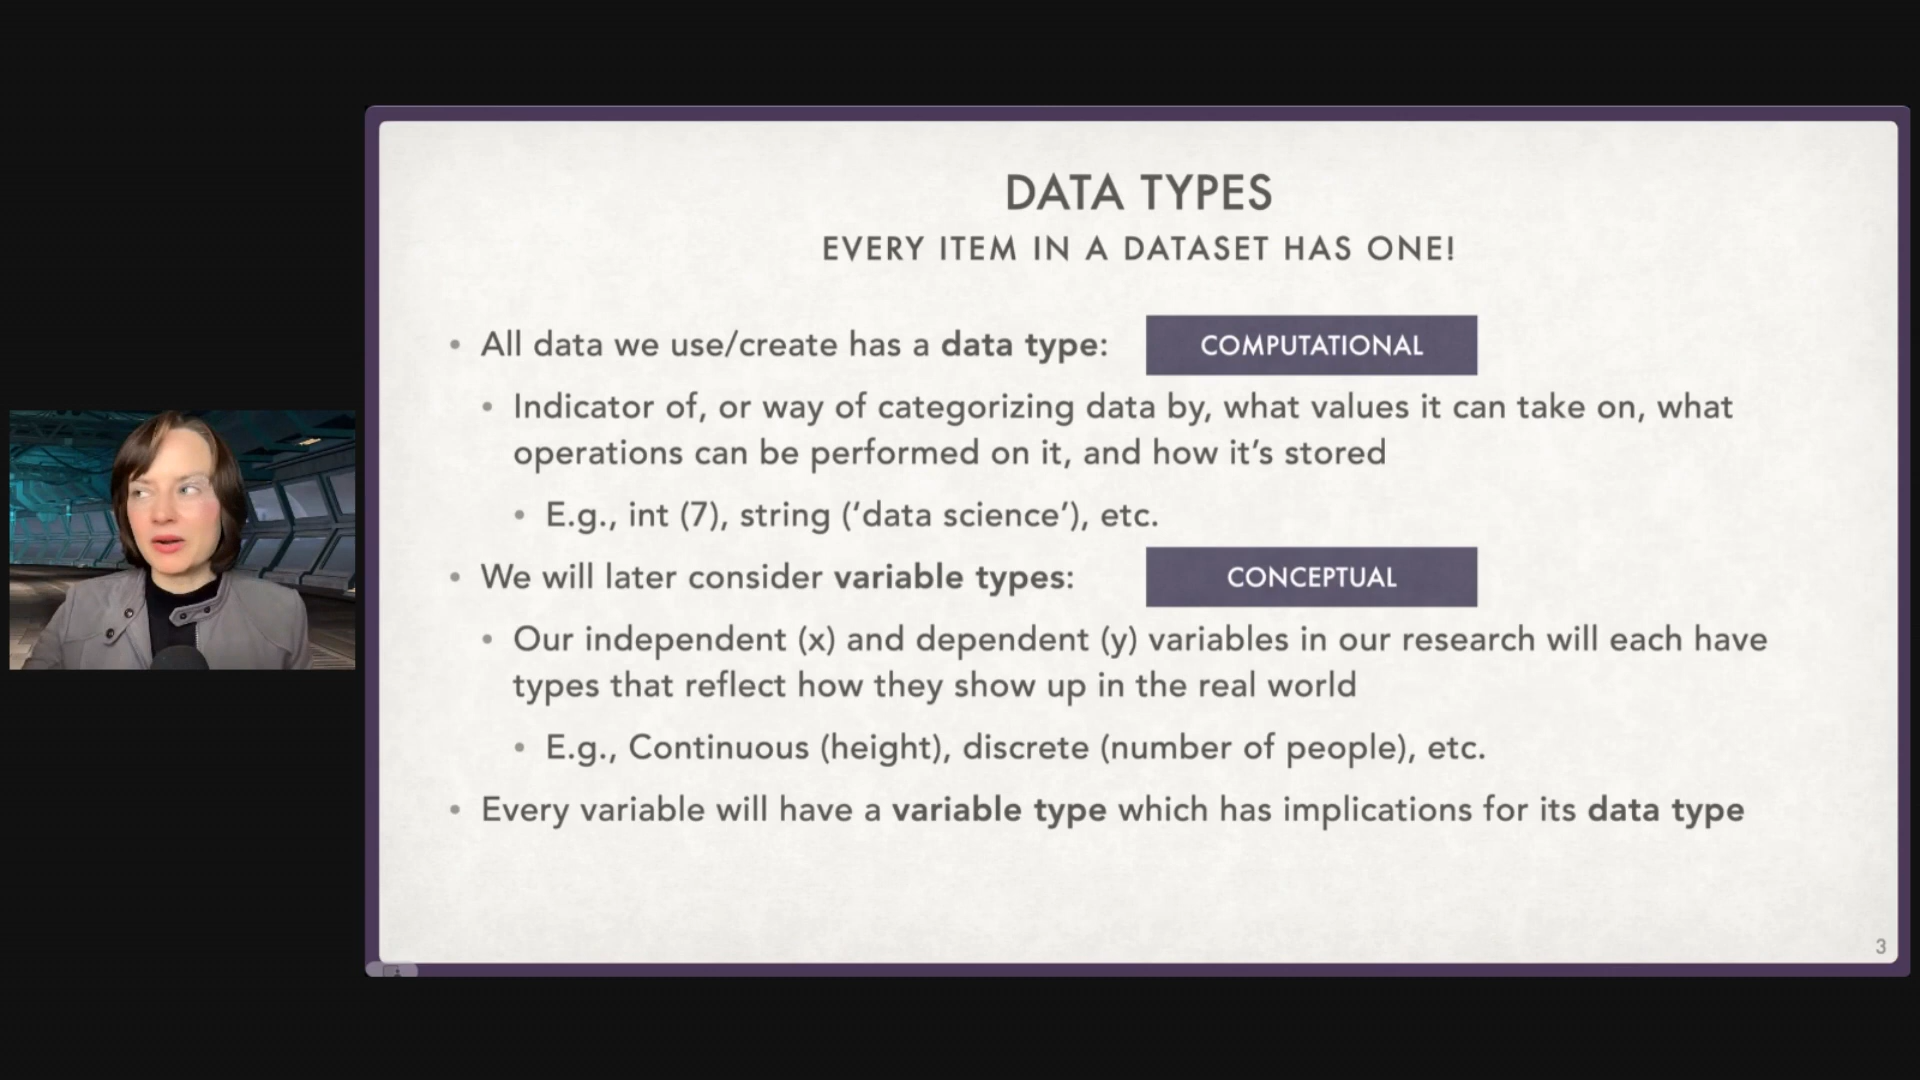 DATA TYPES
EVERY ITEM IN A DATASET HAS ONE!
• All data we use/create has a data type:
COMPUTATIONAL
• Indicator of, or way of categorizing data by, what values it can take on, what
operations can be performed on it, and how it’s stored
• E.g., int (7), string (‘data science’), etc.
• We will later consider variable types:
CONCEPTUAL
• Our independent (x) and dependent (y) variables in our research will each have
types that reflect how they show up in the real world
• E.g., Continuous (height), discrete (number of people), etc.
• Every variable will have a variable type which has implications for its data type
3